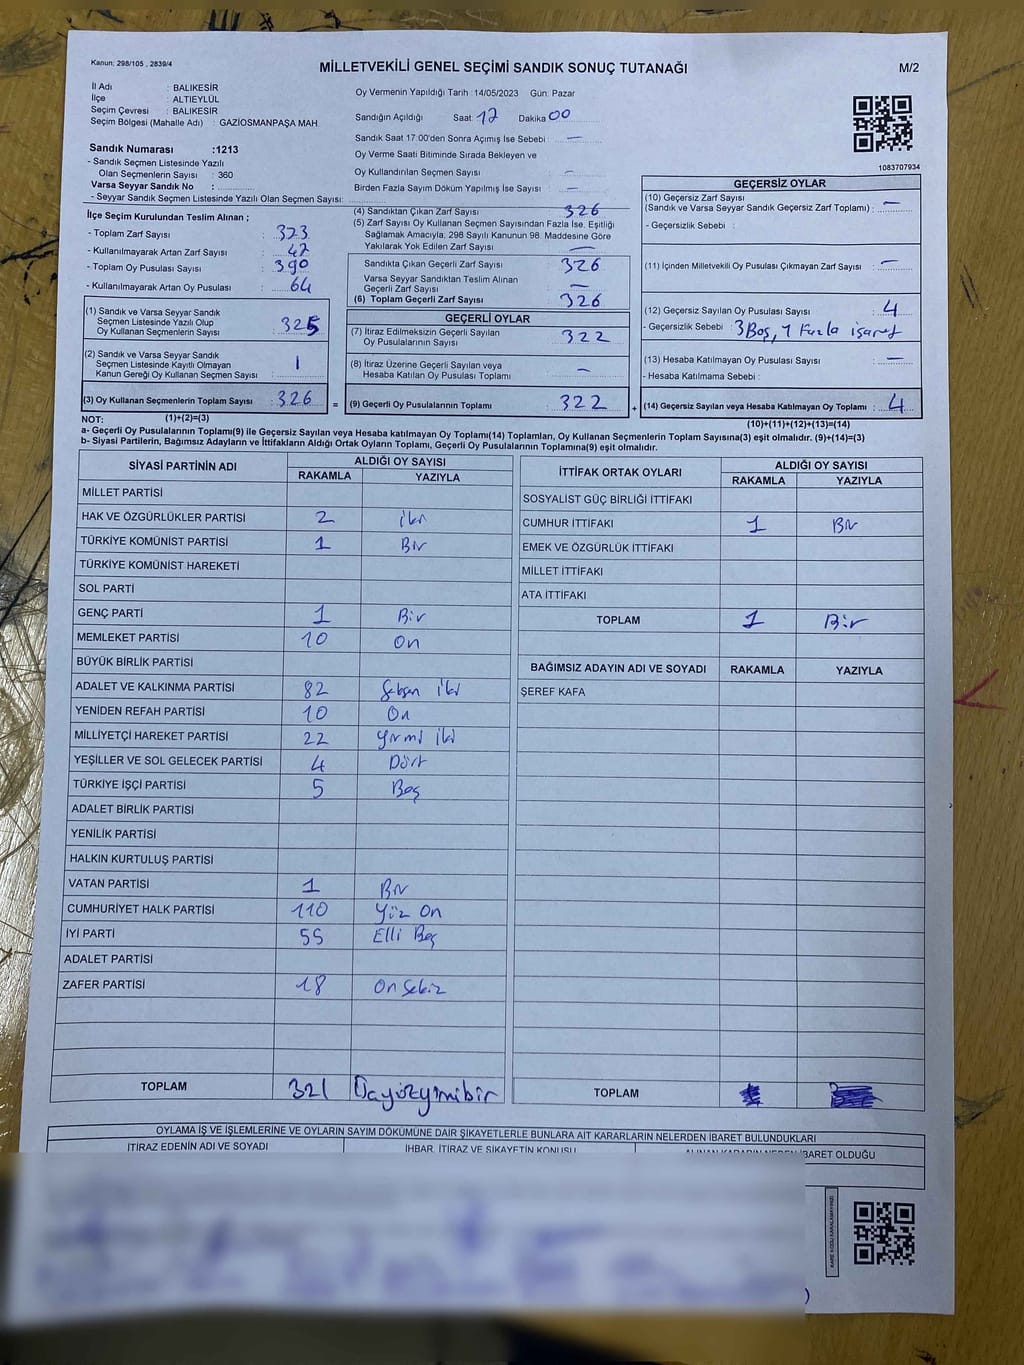 Kanun: 298/105 , 2839/4
MİLLETVEKİLİ GENEL SEÇİMİ SANDIK SONUÇ TUTANAĞI
M/2
İl Adı : BALIKESİR
İlçe : ALTIEYLÜL
Seçim Çevresi : BALIKESİR
Seçim Bölgesi (Mahalle Adı) : GAZİOSMANPAŞA MAH.
Sandık Numarası :1213
- Sandık Seçmen Listesinde Yazılı
Olan Seçmenlerin Sayısı : 360
Varsa Seyyar Sandık No :
- Seyyar Sandık Seçmen Listesinde Yazılı Olan Seçmen Sayısı:
Oy Vermenin Yapıldığı Tarih :14/05/2023 Gün: Pazar
Sandığın Açıldığı Saat: 17 Dakika 00
Sandık Saat 17:00'den Sonra Açımış İse Sebebi : —
Oy Verme Saati Bitiminde Sırada Bekleyen ve
Oy Kullandırılan Seçmen Sayısı : —
Birden Fazla Sayım Döküm Yapılmış İse Sayısı : —
1083707934
İlçe Seçim Kurulundan Teslim Alınan ;
- Toplam Zarf Sayısı : 373
- Kullanılmayarak Artan Zarf Sayısı : 47
- Toplam Oy Pusulası Sayısı : 390
- Kullanılmayarak Artan Oy Pusulası : 64
(1) Sandık ve Varsa Seyyar Sandık
Seçmen Listesinde Yazılı Olup
Oy Kullanan Seçmenlerin Sayısı : 325
(2) Sandık ve Varsa Seyyar Sandık
Seçmen Listesinde Kayıtlı Olmayan
Kanun Gereği Oy Kullanan Seçmen Sayısı : 1
(3) Oy Kullanan Seçmenlerin Toplam Sayısı : 326
(4) Sandıktan Çıkan Zarf Sayısı : 326
(5) Zarf Sayısı Oy Kullanan Seçmen Sayısından Fazla İse, Eşitliği
Sağlamak Amacıyla; 298 Sayılı Kanunun 98. Maddesine Göre
Yakılarak Yok Edilen Zarf Sayısı : —
Sandıkta Çıkan Geçerli Zarf Sayısı : 326
Varsa Seyyar Sandıktan Teslim Alınan
Geçerli Zarf Sayısı : —
(6) Toplam Geçerli Zarf Sayısı : 326
GEÇERLİ OYLAR
(7) İtiraz Edilmeksizin Geçerli Sayılan
Oy Pusulalarının Sayısı : 322
(8) İtiraz Üzerine Geçerli Sayılan veya
Hesaba Katılan Oy Pusulası Toplamı : —
= (9) Geçerli Oy Pusulalarının Toplamı : 322
GEÇERSİZ OYLAR
(10) Geçersiz Zarf Sayısı
(Sandık ve Varsa Seyyar Sandık Geçersiz Zarf Toplamı) : —
- Geçersizlik Sebebi :
(11) İçinden Milletvekili Oy Pusulası Çıkmayan Zarf Sayısı : —
(12) Geçersiz Sayılan Oy Pusulası Sayısı : 4
- Geçersizlik Sebebi : 3 Boş, 1 Fazla işaret
(13) Hesaba Katılmayan Oy Pusulası Sayısı : —
- Hesaba Katılmama Sebebi :
+ (14) Geçersiz Sayılan veya Hesaba Katılmayan Oy Toplamı : 4
NOT: (1)+(2)=(3)
(10)+(11)+(12)+(13)=(14)
a- Geçerli Oy Pusulalarının Toplamı(9) ile Geçersiz Sayılan veya Hesaba katılmayan Oy Toplamı(14) Toplamları, Oy Kullanan Seçmenlerin Toplam Sayısına(3) eşit olmalıdır. (9)+(14)=(3)
b- Siyasi Partilerin, Bağımsız Adayların ve İttifakların Aldığı Ortak Oyların Toplamı, Geçerli Oy Pusulalarının Toplamına(9) eşit olmalıdır.
SİYASİ PARTİNİN ADI ALDIĞI OY SAYISI
RAKAMLA YAZIYLA
MİLLET PARTİSİ
HAK VE ÖZGÜRLÜKLER PARTİSİ 2 iki
TÜRKİYE KOMÜNİST PARTİSİ 1 Bir
TÜRKİYE KOMÜNİST HAREKETİ
SOL PARTİ
GENÇ PARTİ 1 Bir
MEMLEKET PARTİSİ 10 On
BÜYÜK BİRLİK PARTİSİ
ADALET VE KALKINMA PARTİSİ 82 Seksen iki
YENİDEN REFAH PARTİSİ 10 On
MİLLİYETÇİ HAREKET PARTİSİ 22 Yirmi iki
YEŞİLLER VE SOL GELECEK PARTİSİ 4 Dört
TÜRKİYE İŞÇİ PARTİSİ 5 Beş
ADALET BİRLİK PARTİSİ
YENİLİK PARTİSİ
HALKIN KURTULUŞ PARTİSİ
VATAN PARTİSİ 1 Bir
CUMHURİYET HALK PARTİSİ 110 Yüz On
İYİ PARTİ 55 Elli Beş
ADALET PARTİSİ
ZAFER PARTİSİ 18 On Sekiz
TOPLAM 321 Üçyüzyirmibir
İTTİFAK ORTAK OYLARI ALDIĞI OY SAYISI
RAKAMLA YAZIYLA
SOSYALİST GÜÇ BİRLİĞİ İTTİFAKI
CUMHUR İTTİFAKI 1 Bir
EMEK VE ÖZGÜRLÜK İTTİFAKI
MİLLET İTTİFAKI
ATA İTTİFAKI
TOPLAM 1 Bir
BAĞIMSIZ ADAYIN ADI VE SOYADI RAKAMLA YAZIYLA
ŞEREF KAFA
TOPLAM
OYLAMA İŞ VE İŞLEMLERİNE VE OYLARIN SAYIM DÖKÜMÜNE DAİR ŞİKAYETLERLE BUNLARA AİT KARARLARIN NELERDEN İBARET BULUNDUKLARI
İTİRAZ EDENİN ADI VE SOYADI İHBAR, İTİRAZ VE ŞİKAYETİN KONUSU ALINAN KARARIN NEDEN İBARET OLDUĞU